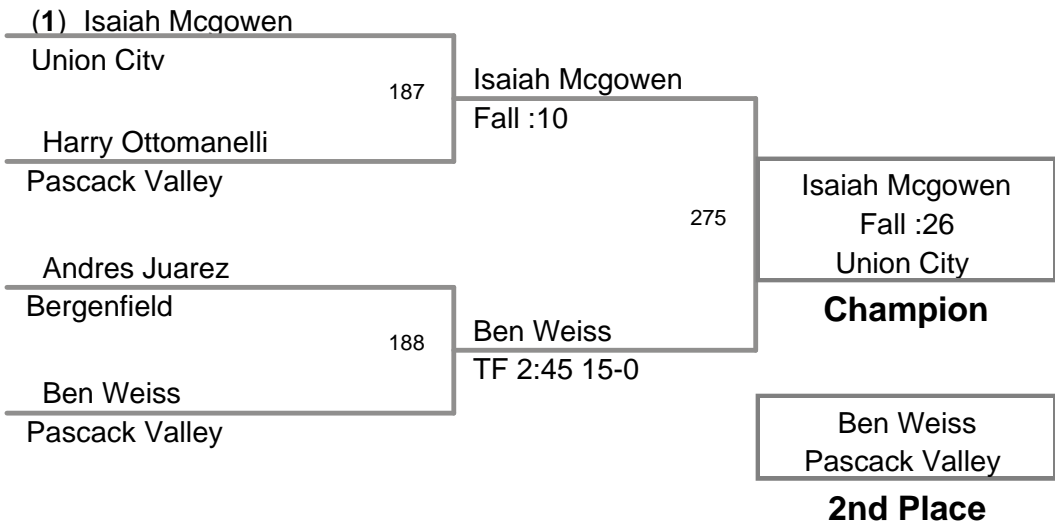 (1) Isaiah Mcgowen
Union City
187
Harry Ottomanelli
Pascack Valley
Isaiah Mcgowen
Fall :10
Andres Juarez
Bergenfield
188
Ben Weiss
Pascack Valley
Ben Weiss
TF 2:45 15-0
275
Isaiah Mcgowen
Fall :26
Union City
Champion
Ben Weiss
Pascack Valley
2nd Place